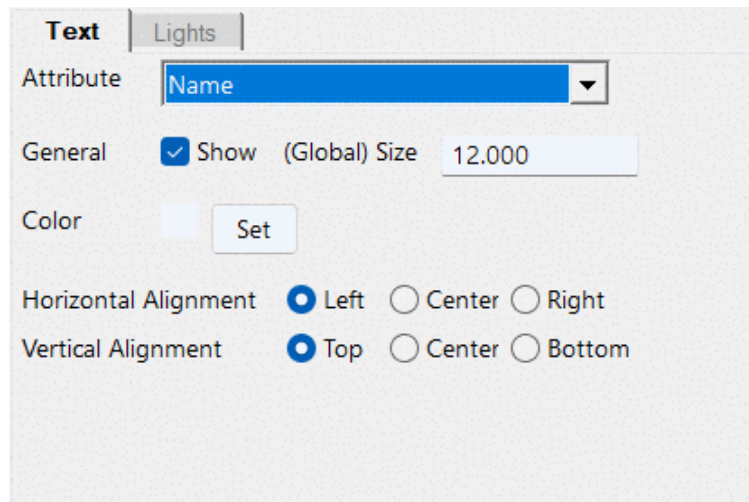 Text Lights
Attribute Name
General Show (Global) Size 12.000
Color Set
Horizontal Alignment Left Center Right
Vertical Alignment Top Center Bottom